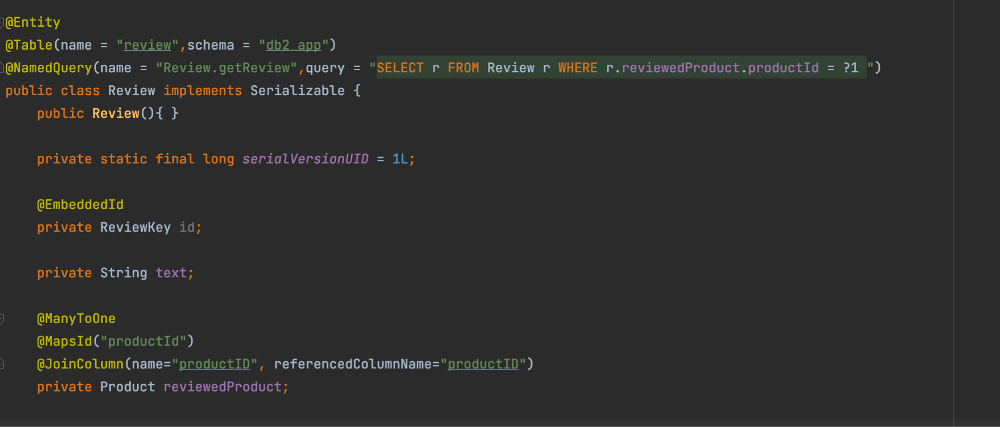 @Entity
@Table(name = "review",schema = "db2_app")
@NamedQuery(name = "Review.getReview",query = "SELECT r FROM Review r WHERE r.reviewedProduct.productId = ?1 ")
public class Review implements Serializable {
    public Review(){ }
    private static final long serialVersionUID = 1L;
    @EmbeddedId
    private ReviewKey id;
    private String text;
    @ManyToOne
    @MapsId("productId")
    @JoinColumn(name="productID", referencedColumnName="productID")
    private Product reviewedProduct;